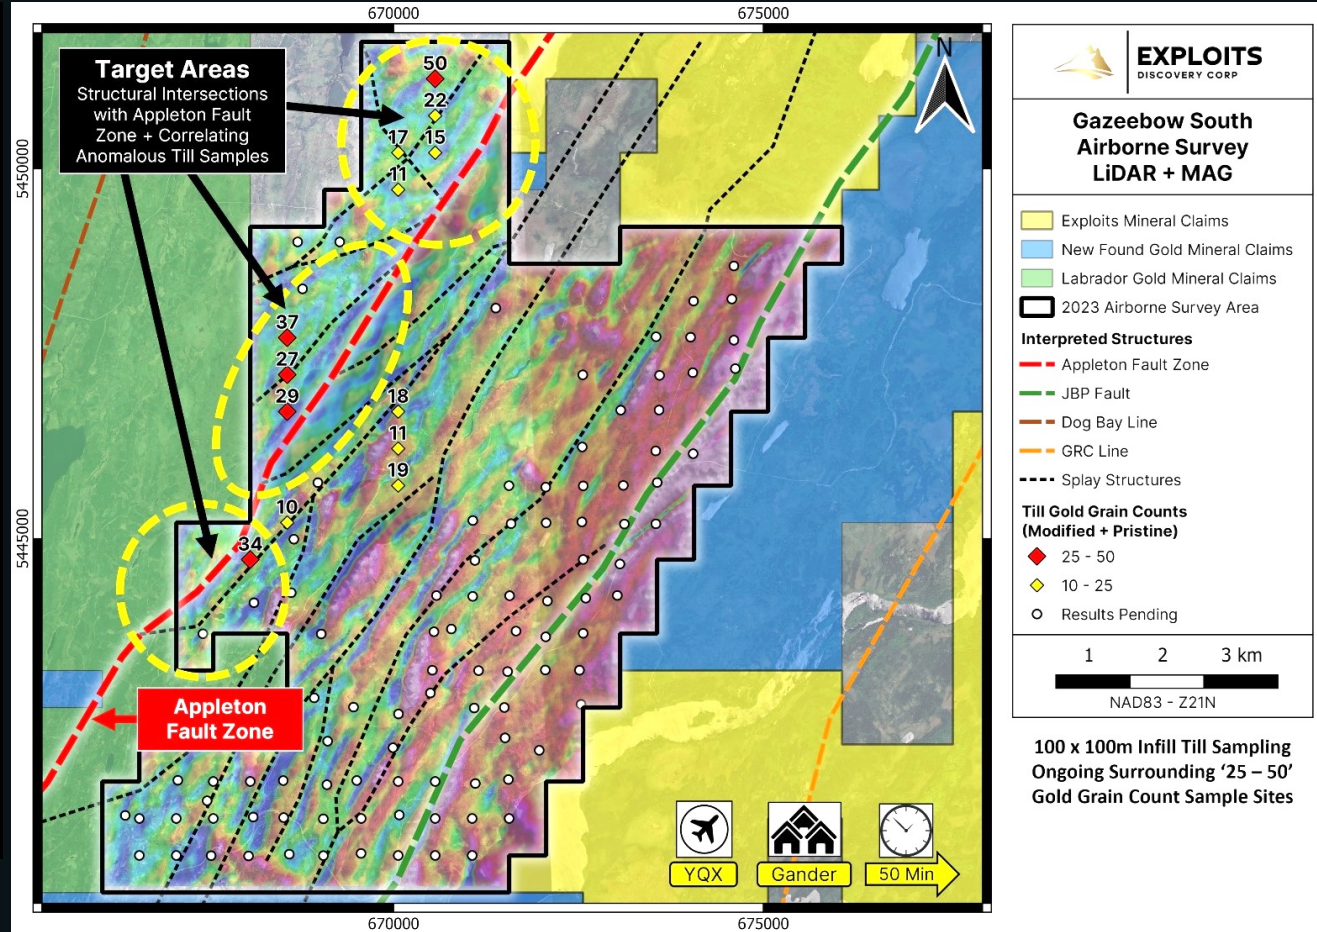 670000
675000
5450000
5445000
Target Areas
Structural Intersections
with Appleton Fault
Zone + Correlating
Anomalous Till Samples
50
22
17
15
11
37
27
29
18
11
19
10
34
Appleton
Fault Zone
N
YQX
Gander
50 Min
670000
675000
EXPLOITS
DISCOVERY CORP
Gazeebow South
Airborne Survey
LiDAR + MAG
Exploits Mineral Claims
New Found Gold Mineral Claims
Labrador Gold Mineral Claims
2023 Airborne Survey Area
Interpreted Structures
Appleton Fault Zone
JBP Fault
Dog Bay Line
GRC Line
Splay Structures
Till Gold Grain Counts
(Modified + Pristine)
25 - 50
10 - 25
Results Pending
1 2 3 km
NAD83 - Z21N
100 x 100m Infill Till Sampling
Ongoing Surrounding ‘25 – 50’
Gold Grain Count Sample Sites